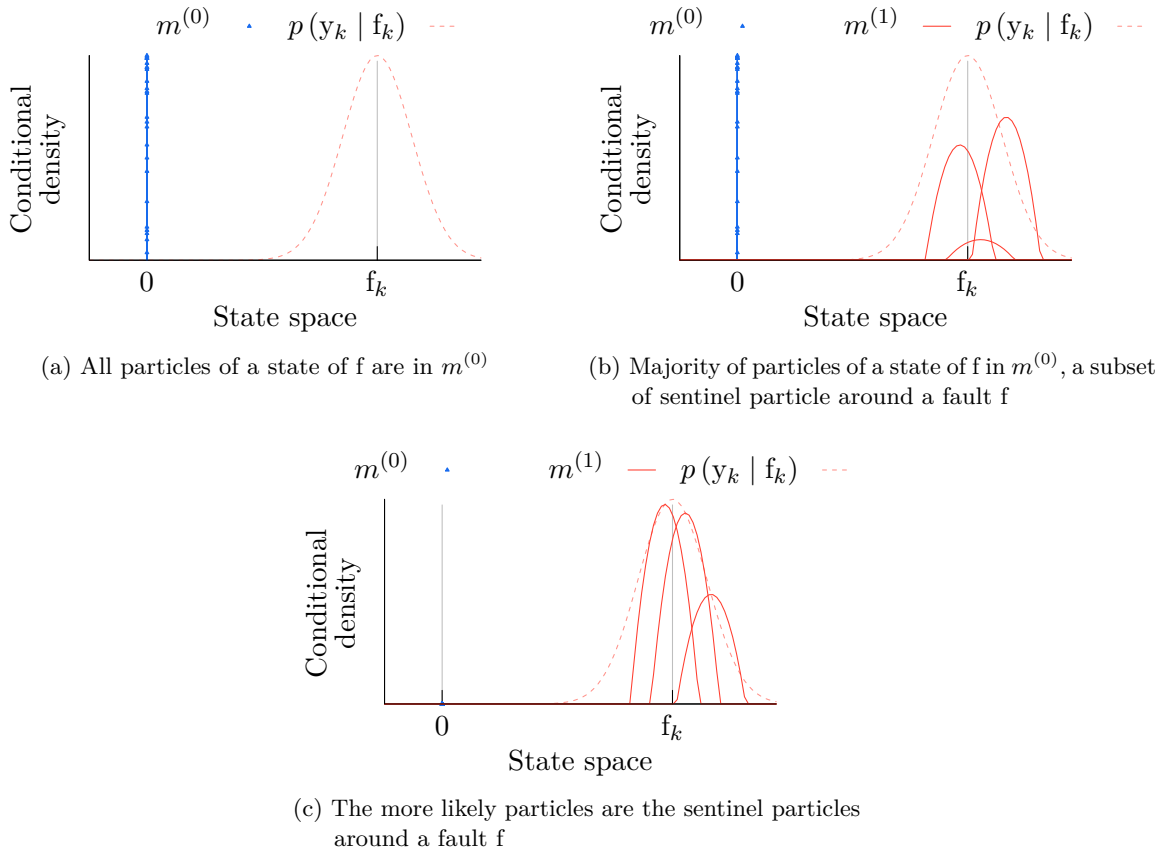 m^{(0)} p(y_k | f_k)
Conditional
density
0
f_k
State space
(a) All particles of a state of f are in m^{(0)}
m^{(0)} m^{(1)} p(y_k | f_k)
Conditional
density
0
f_k
State space
(b) Majority of particles of a state of f in m^{(0)}, a subset
of sentinel particle around a fault f
m^{(0)} m^{(1)} p(y_k | f_k)
Conditional
density
0
f_k
State space
(c) The more likely particles are the sentinel particles
around a fault f